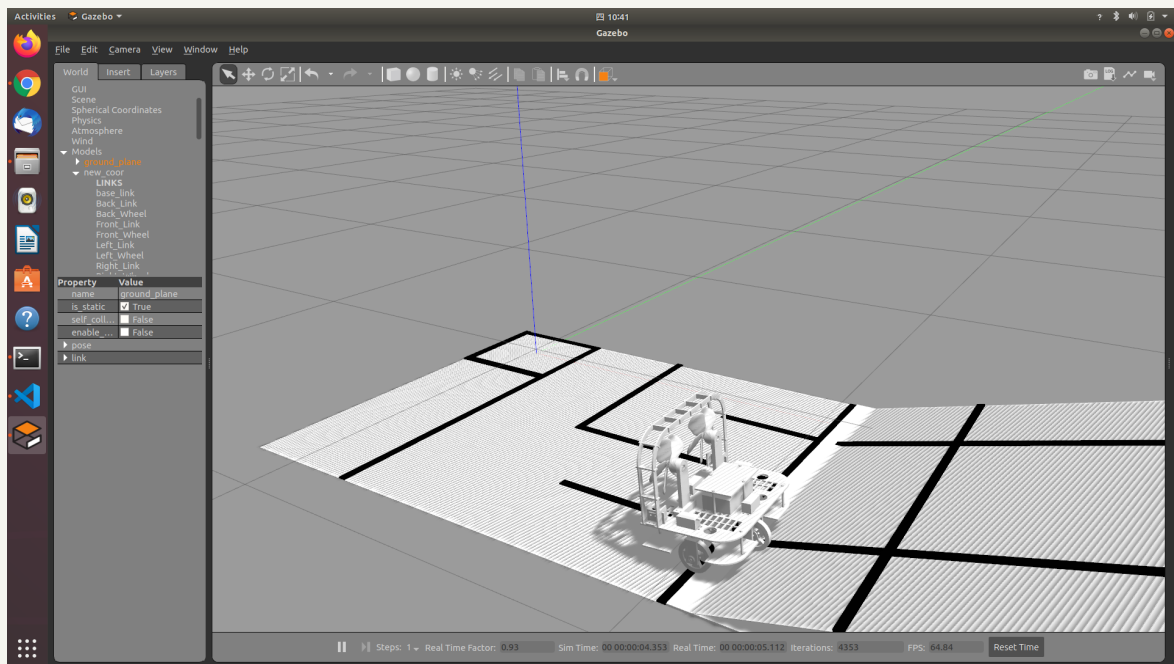 Activities Gazebo 10:41 ?
Gazebo
File Edit Camera View Window Help
World Insert Layers
GUI
Scene
Spherical Coordinates
Physics
Atmosphere
Wind
Models
ground_plane
new_coor
LINKS
base_link
Back_Link
Back_Wheel
Front_Link
Front_Wheel
Left_Link
Left_Wheel
Right_Link
Property Value
name ground_plane
is_static True
self_coll... False
enable_... False
pose
link
Steps: 1 Real Time Factor: 0.93 Sim Time: 00 00:00:04.353 Real Time: 00 00:00:05.112 Iterations: 4353 FPS: 64.84 Reset Time